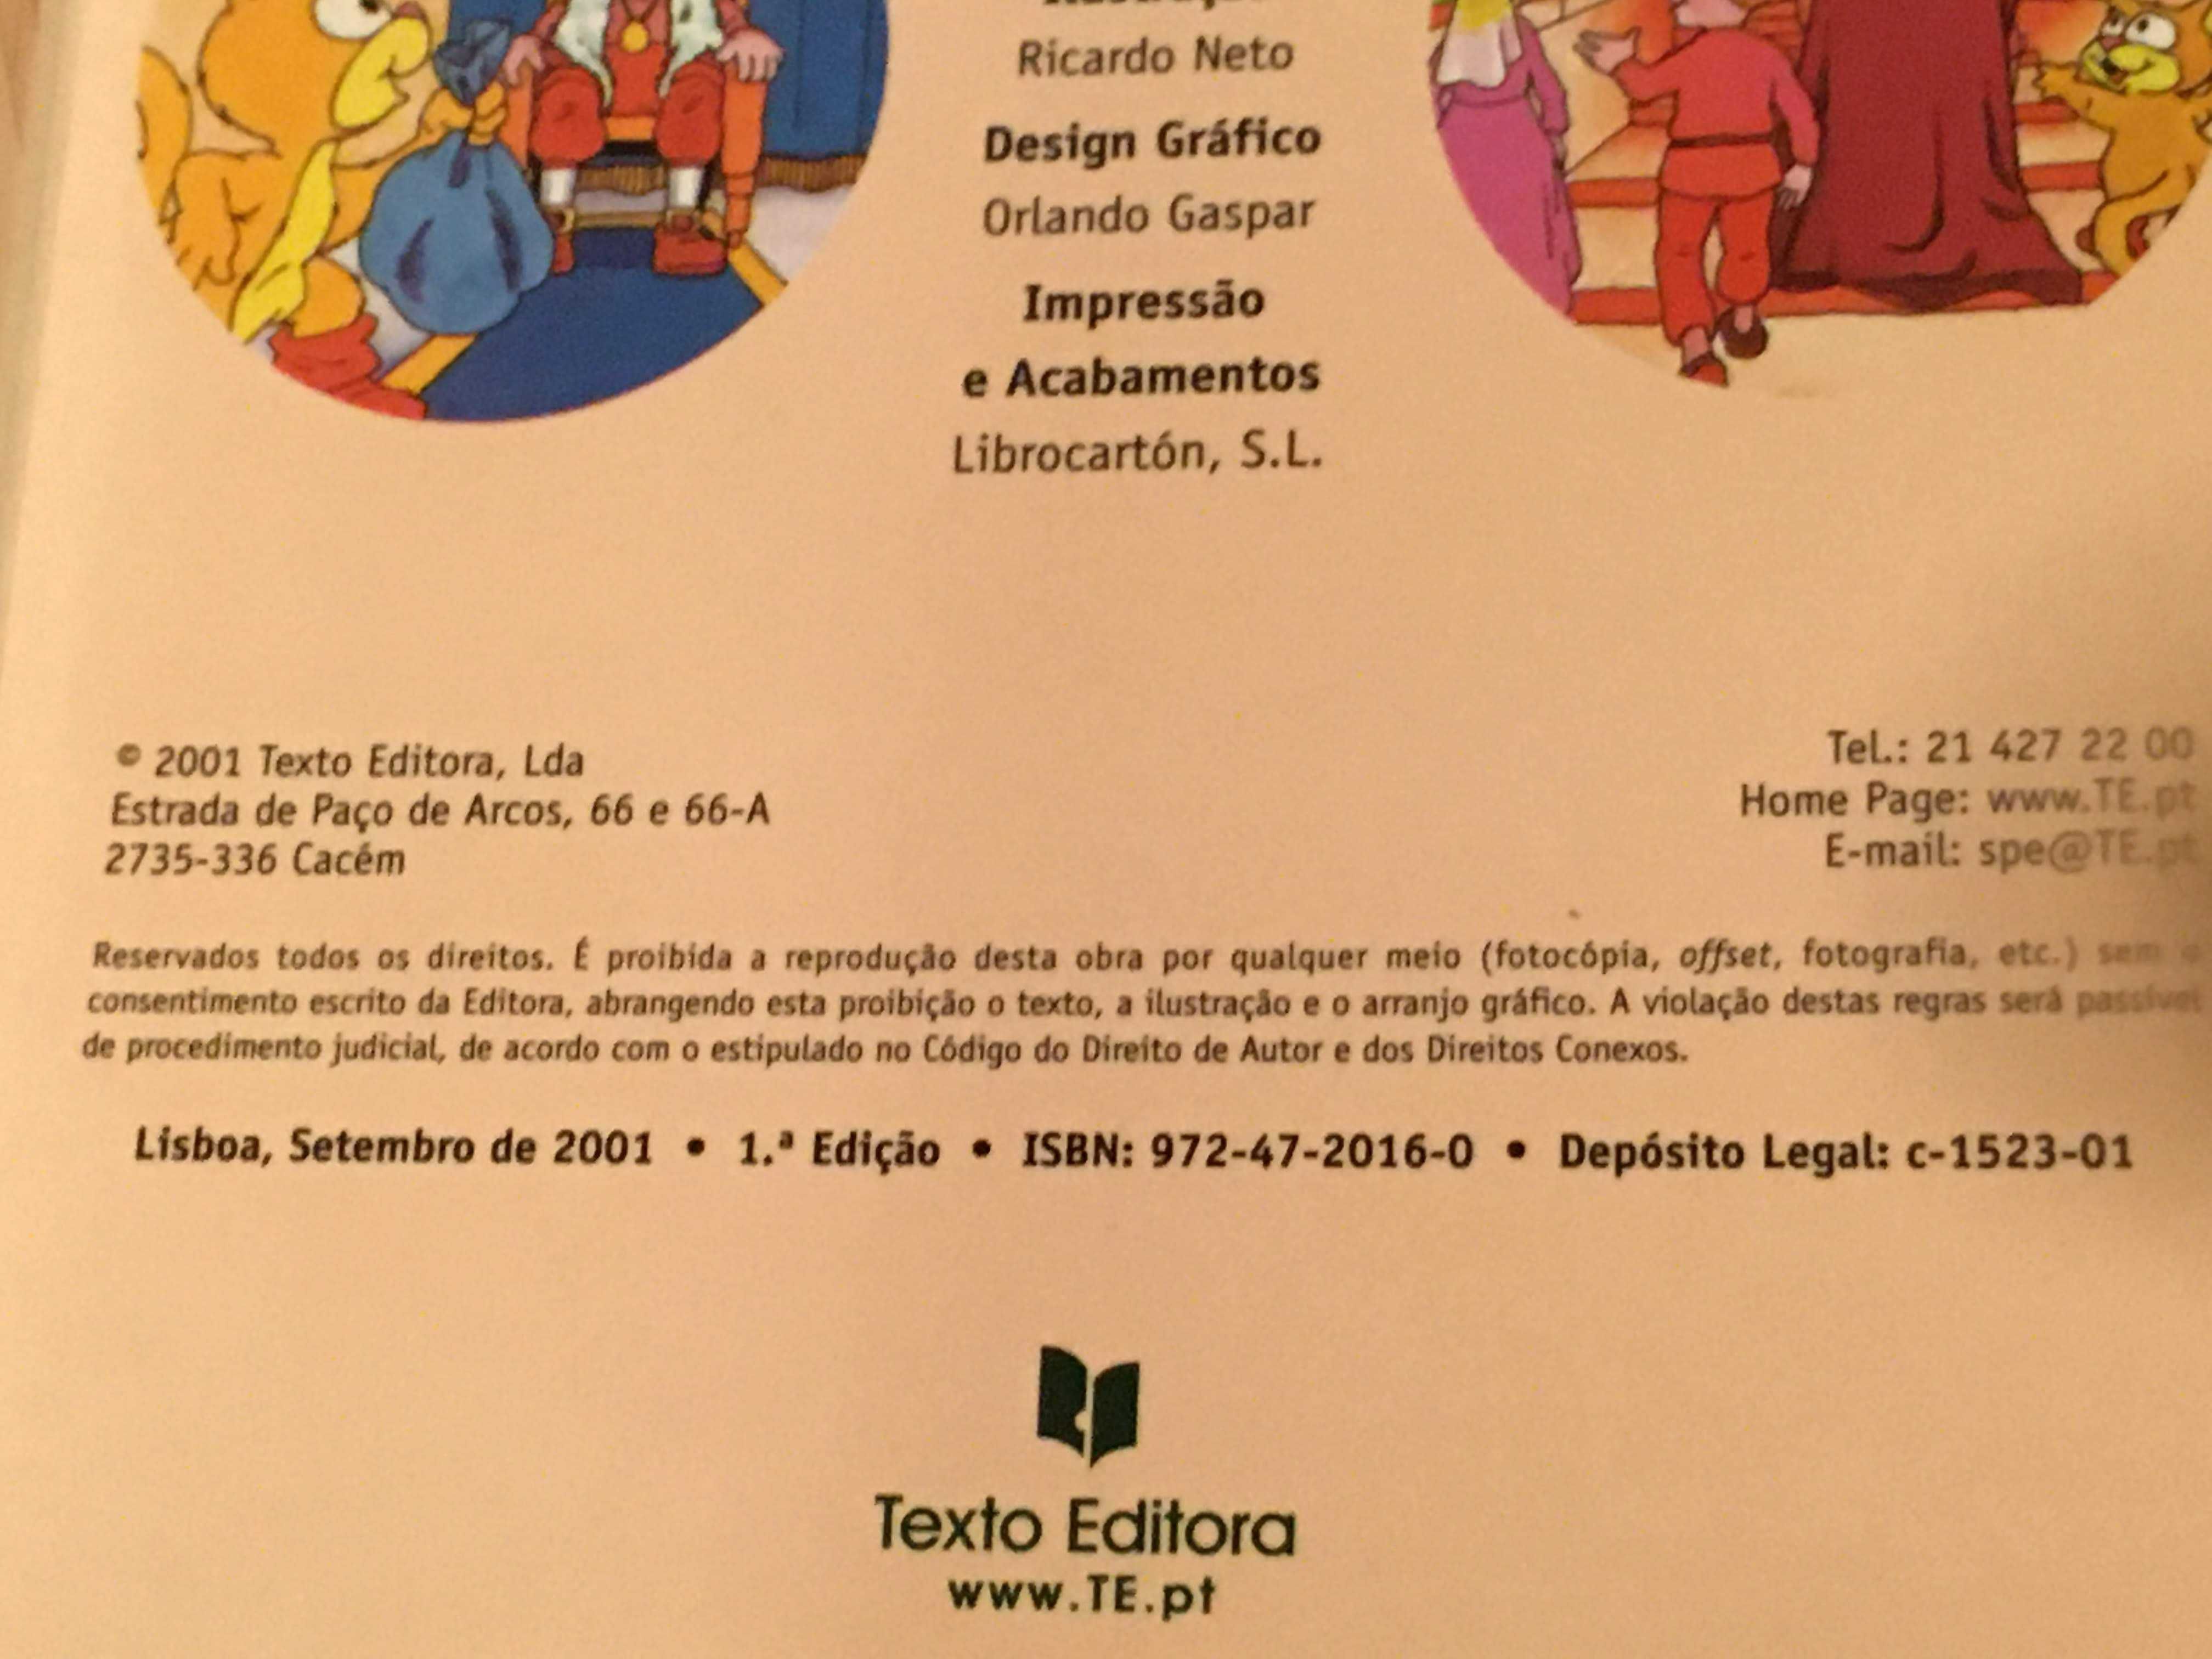 Ricardo Neto
Design Gráfico
Orlando Gaspar
Impressão
e Acabamentos
Librocartón, S.L.
© 2001 Texto Editora, Lda
Estrada de Paço de Arcos, 66 e 66-A
2735-336 Cacém
Tel.: 21 427 22 00
Home Page: www.TE.pt
E-mail: spe@TE.pt
Reservados todos os direitos. É proibida a reprodução desta obra por qualquer meio (fotocópia, offset, fotografia, etc.) sem o
consentimento escrito da Editora, abrangendo esta proibição o texto, a ilustração e o arranjo gráfico. A violação destas regras será passível
de procedimento judicial, de acordo com o estipulado no Código do Direito de Autor e dos Direitos Conexos.
Lisboa, Setembro de 2001 • 1.ª Edição • ISBN: 972-47-2016-0 • Depósito Legal: c-1523-01
Texto Editora
www.TE.pt